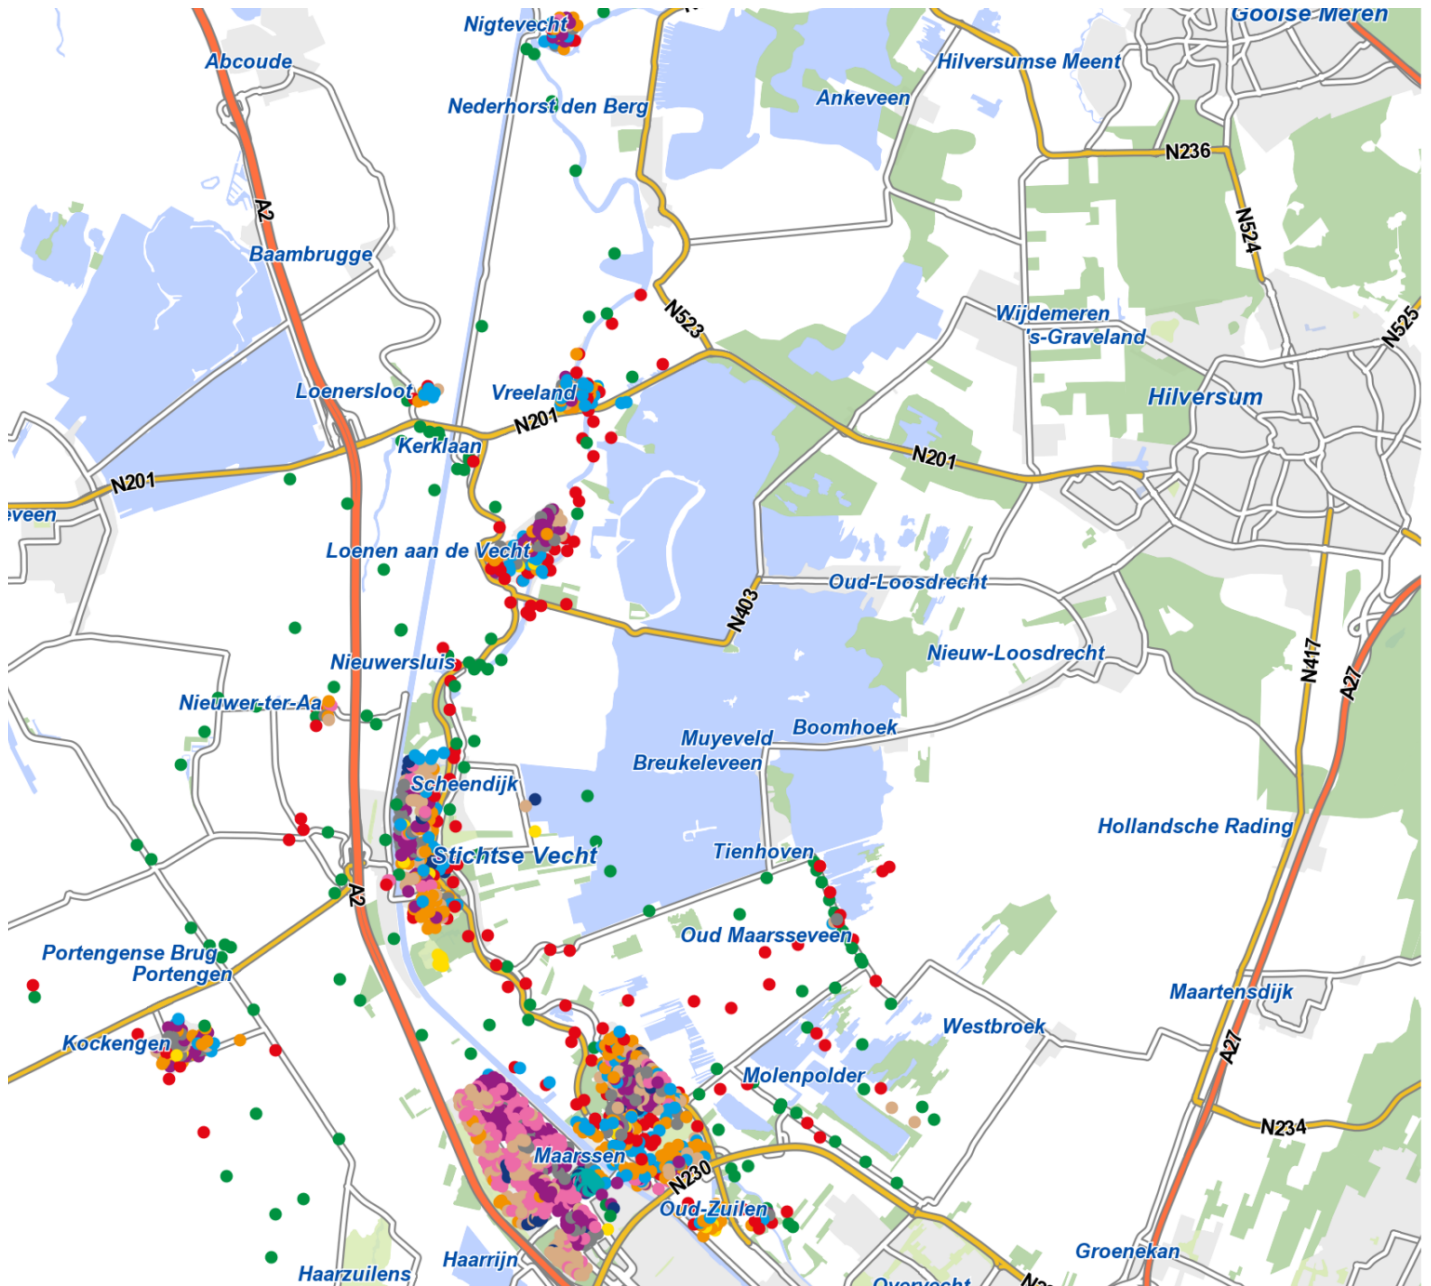 Nigtevecht
Gooise Meren
Abcoude
Hilversumse Meent
Nederhorst den Berg
Ankeveen
N236
A2
N524
Baambrugge
N523
Wijdemeren
's-Graveland
N525
Loenersloot
Vreeland
Hilversum
N201
Kerklaan
N201
N201
eveen
Loenen aan de Vecht
Oud-Loosdrecht
N403
Nieuwersluis
Nieuw-Loosdrecht
N417
A27
Nieuwer-ter-Aa
Boomhoek
Muyeveld
Breukeleveen
Scheendijk
Hollandsche Rading
Stichtse Vecht
Tienhoven
A2
Oud Maarsseveen
Portengense Brug
Portengen
Maartensdijk
Westbroek
Kockengen
A27
Molenpolder
N234
Maarssen
N230
Oud-Zuilen
Haarrijn
Groenekan
Haarzuilens
Overvecht